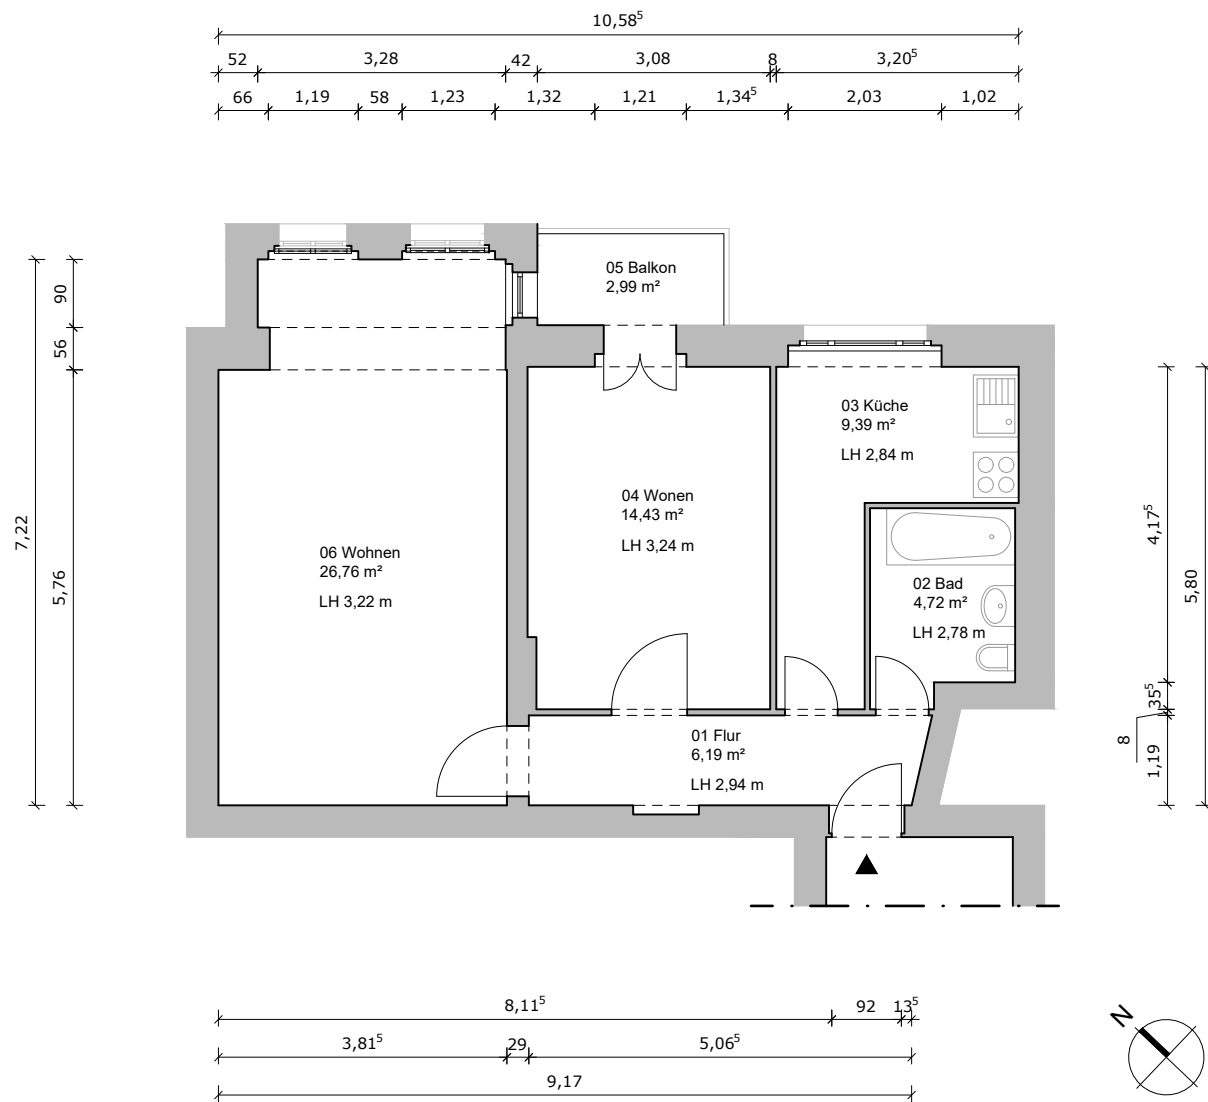 10,58⁵
52 3,28 42 3,08 8 3,20⁵
66 1,19 58 1,23 1,32 1,21 1,34⁵ 2,03 1,02
05 Balkon
2,99 m²
90
56
7,22
5,76
03 Küche
9,39 m²
LH 2,84 m
04 Wonen
14,43 m²
LH 3,24 m
06 Wohnen
26,76 m²
LH 3,22 m
02 Bad
4,72 m²
LH 2,78 m
4,17⁵
5,80
35⁵
8
1,19
01 Flur
6,19 m²
LH 2,94 m
8,11⁵ 92 13⁵
3,81⁵ 29 5,06⁵
9,17
N